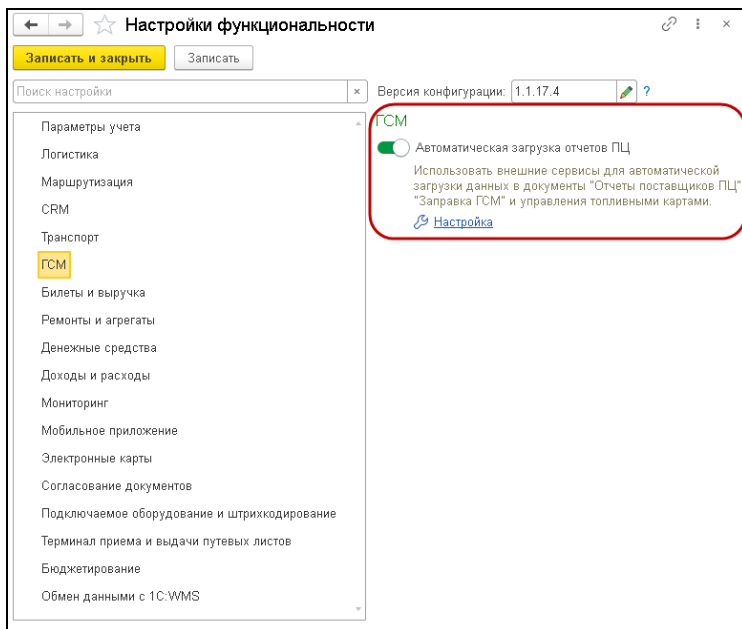 Настройки функциональности
Записать и закрыть
Записать
Поиск настройки
Версия конфигурации: 1.1.17.4 ?
Параметры учета
Логистика
Маршрутизация
CRM
Транспорт
ГСМ
Билеты и выручка
Ремонты и агрегаты
Денежные средства
Доходы и расходы
Мониторинг
Мобильное приложение
Электронные карты
Согласование документов
Подключаемое оборудование и штрихкодирование
Терминал приема и выдачи путевых листов
Бюджетирование
Обмен данными с 1С:WMS
ГСМ
Автоматическая загрузка отчетов ПЦ
Использовать внешние сервисы для автоматической
загрузки данных в документы "Отчеты поставщиков ПЦ"
"Заправка ГСМ" и управления топливными картами.
Настройка